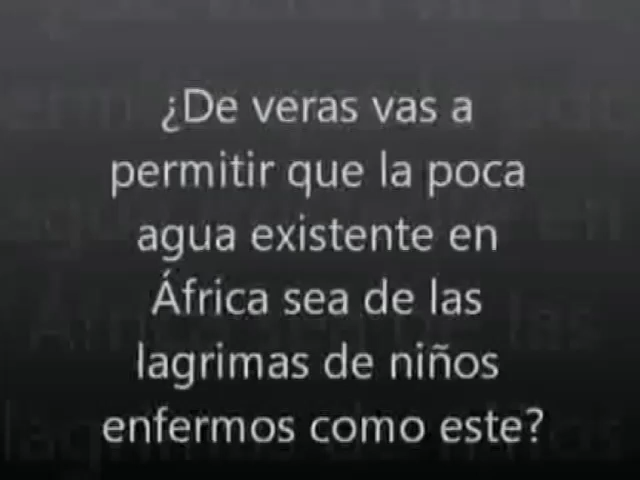 ¿De veras vas a
permitir que la poca
agua existente en
África sea de las
lagrimas de niños
enfermos como este?